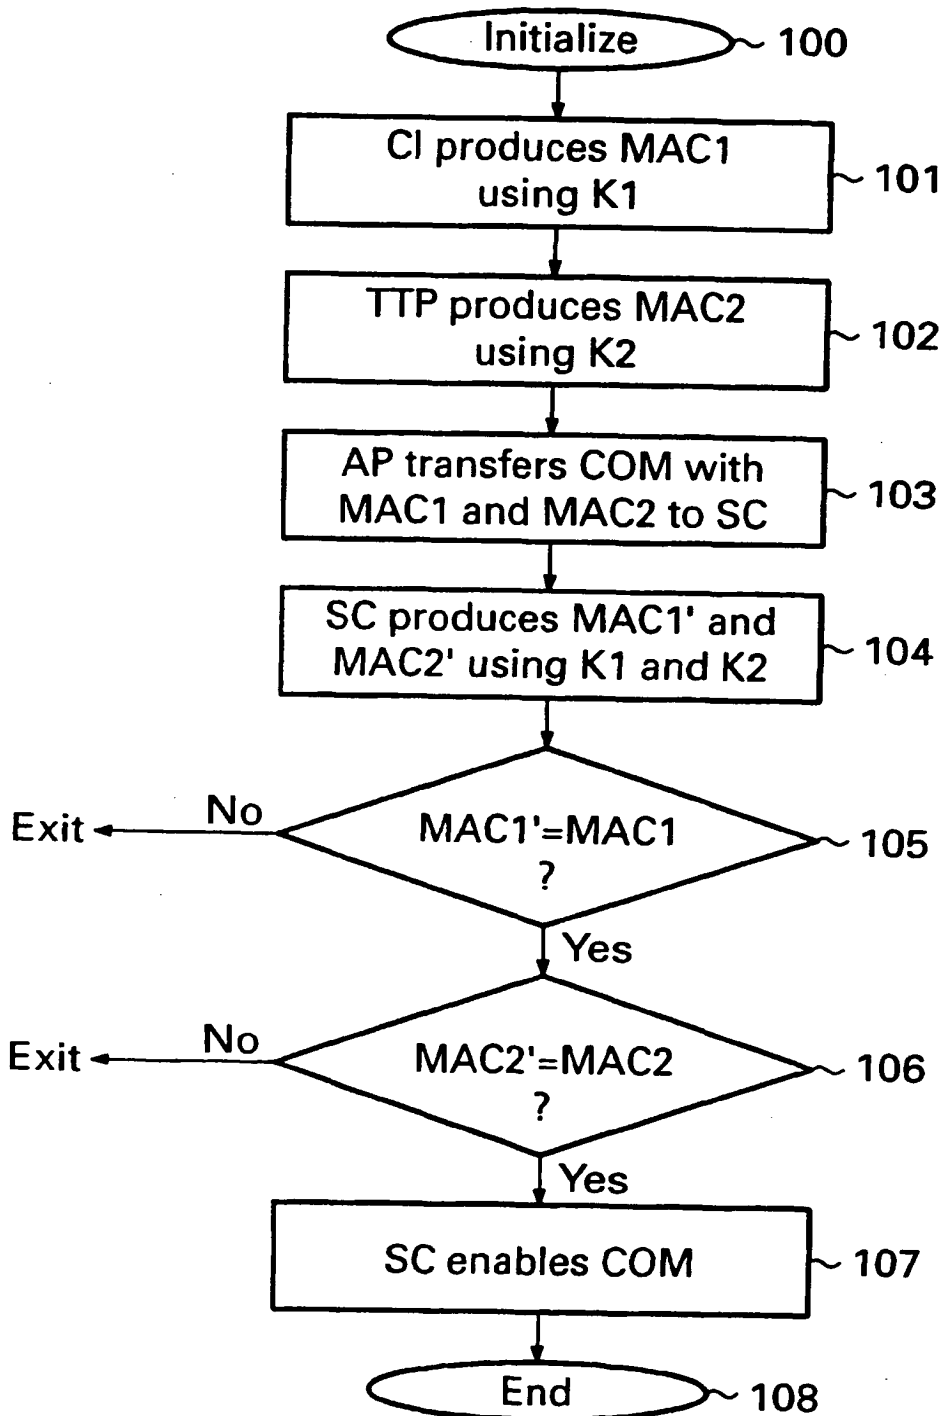 Initialize
100
CI produces MAC1
using K1
101
TTP produces MAC2
using K2
102
AP transfers COM with
MAC1 and MAC2 to SC
103
SC produces MAC1' and
MAC2' using K1 and K2
104
Exit
No
MAC1'=MAC1
?
105
Yes
Exit
No
MAC2'=MAC2
?
106
Yes
SC enables COM
107
End
108